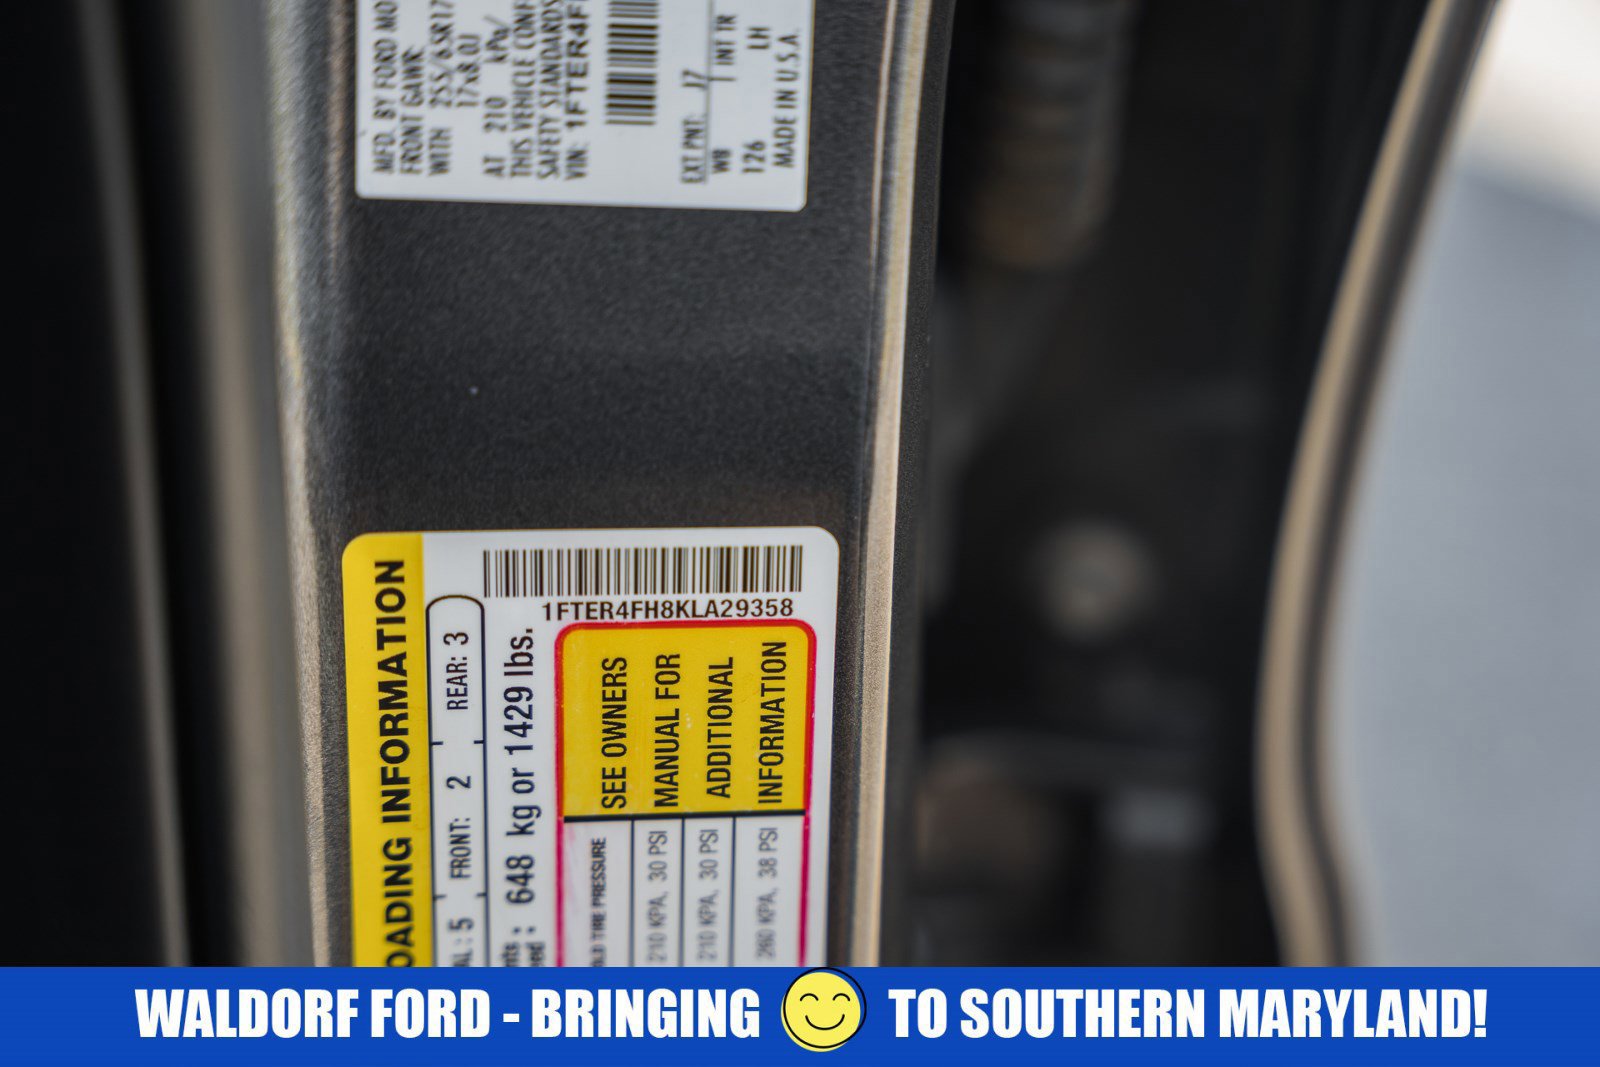 MFD. BY FORD MO
FRONT GAWR:
WITH 255/65R17
17x8.0J
AT 210 kPa/
THIS VEHICLE CONF
SAFETY STANDARDS
VIN: 1FTER4F
EXT PNT: J7
WB INT TR
126 LH
MADE IN U.S.A.
OADING INFORMATION
AL: 5 FRONT: 2 REAR: 3
648 kg or 1429 lbs.
1FTER4FH8KLA29358
SEE OWNERS
MANUAL FOR
ADDITIONAL
INFORMATION
OLD TIRE PRESSURE
210 KPA, 30 PSI
210 KPA, 30 PSI
260 KPA, 38 PSI
WALDORF FORD - BRINGING TO SOUTHERN MARYLAND!